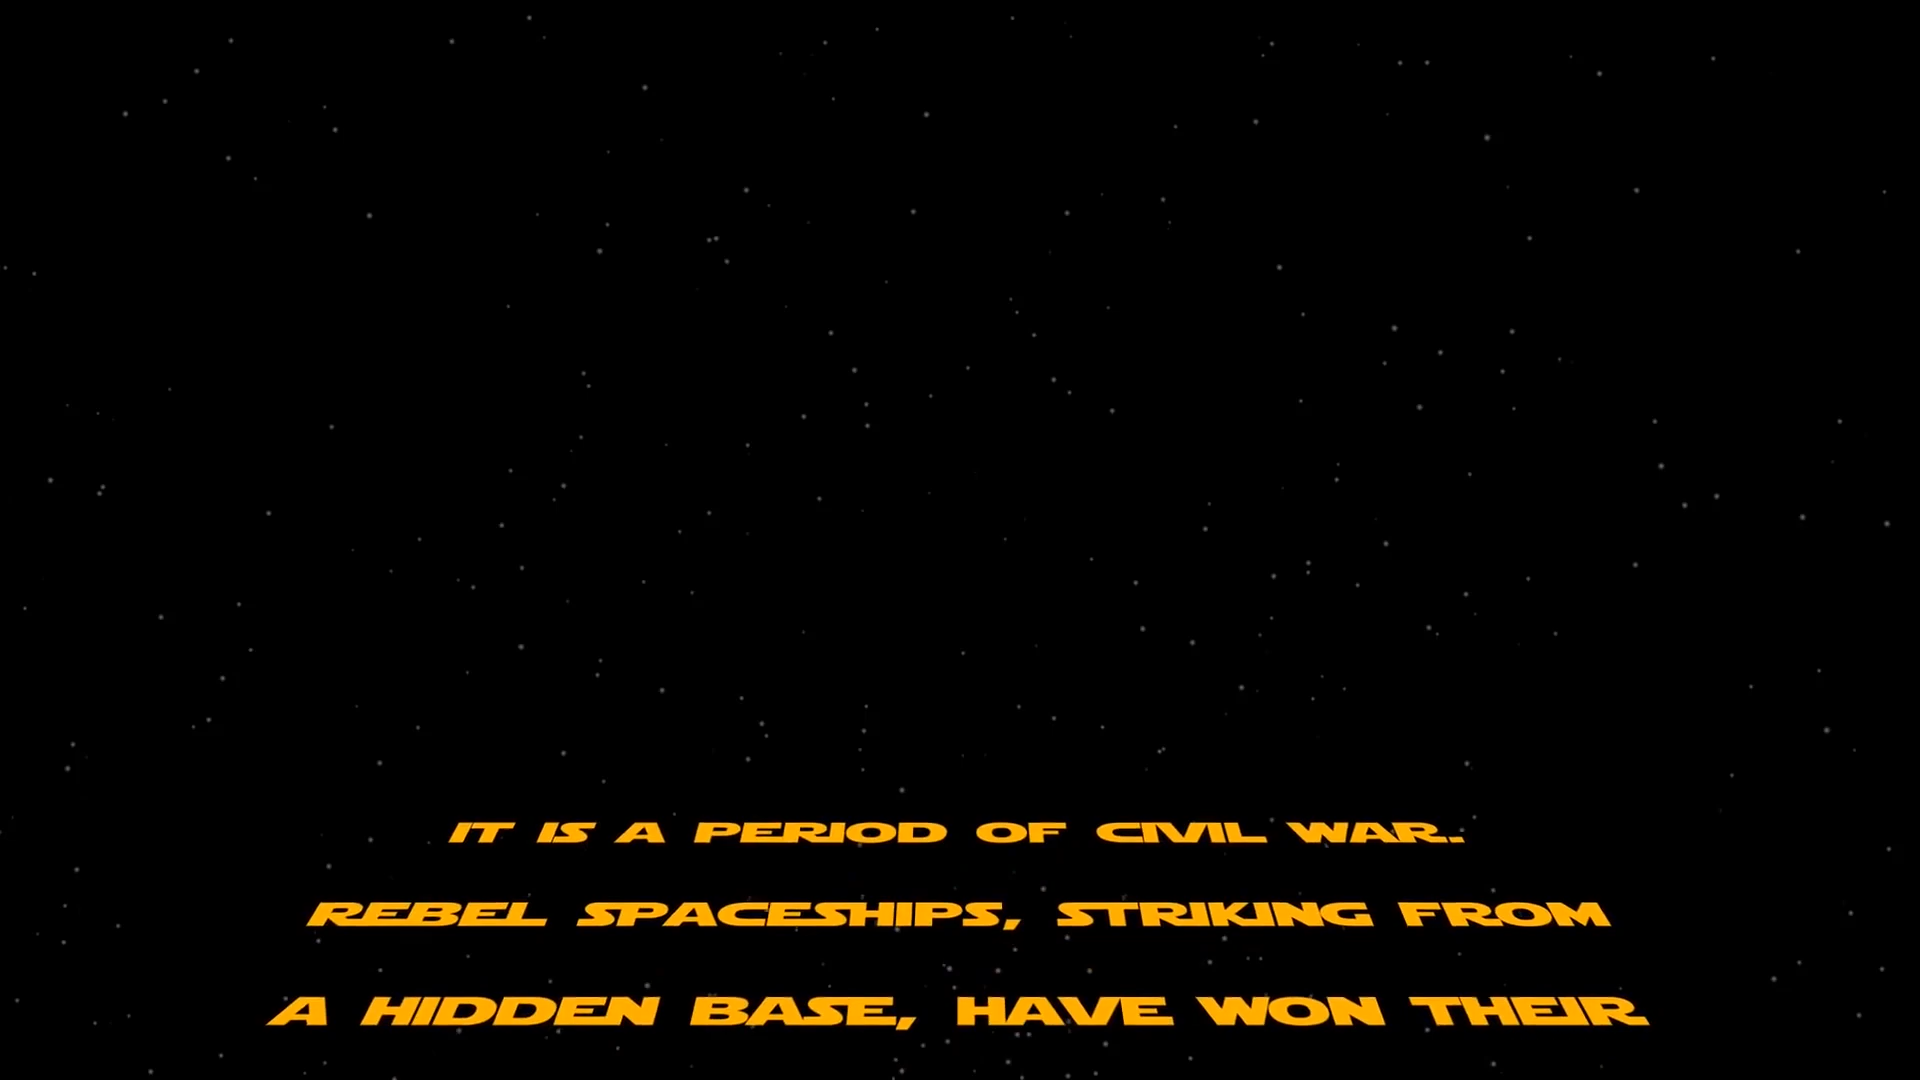 IT IS A PERIOD OF CIVIL WAR.
REBEL SPACESHIPS, STRIKING FROM
A HIDDEN BASE, HAVE WON THEIR